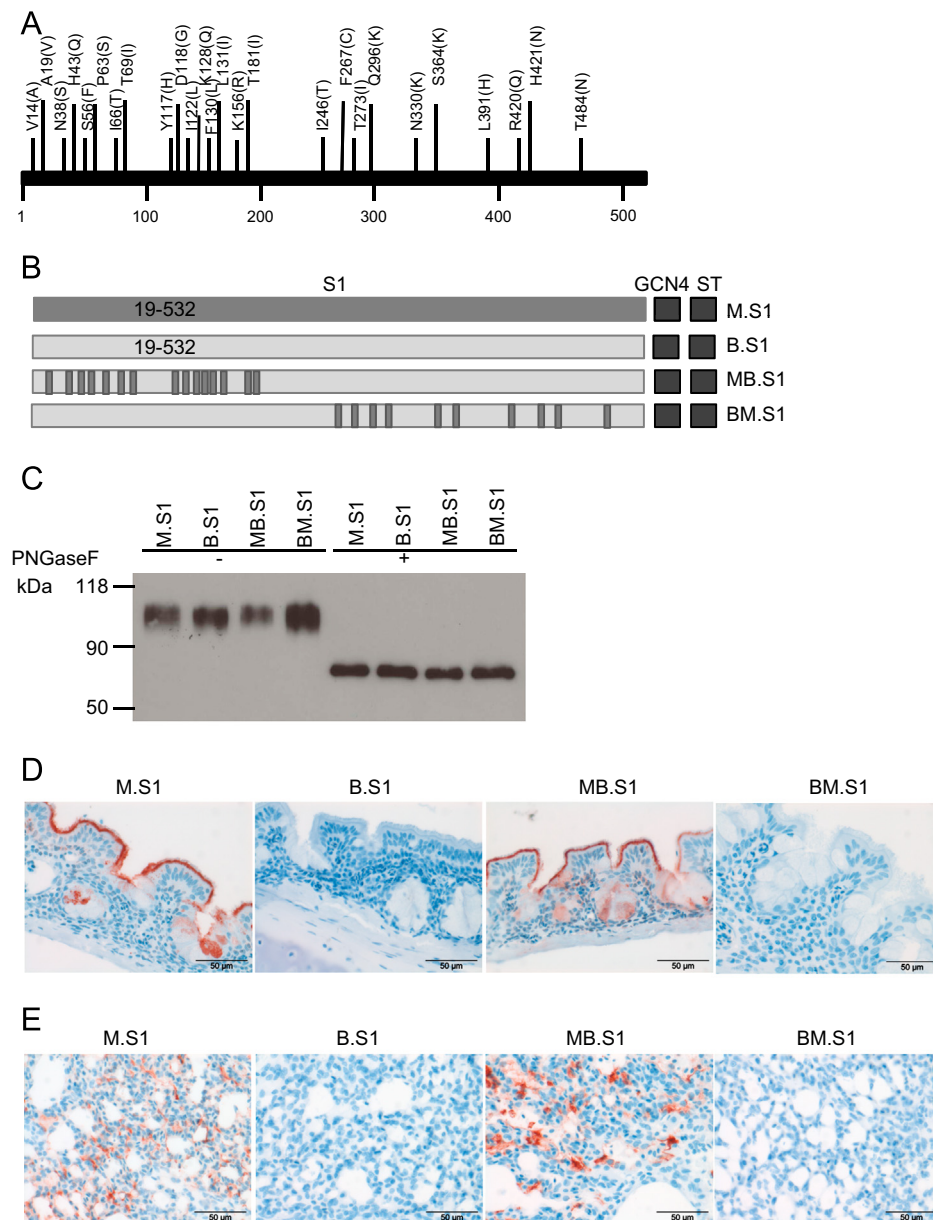 A
V14(A)
A19(V)
N38(S)
H43(Q)
S56(F)
P63(S)
I66(T)
T69(I)
Y117(H)
D118(G)
I122(L)
K128(Q)
F130(L)
L131(I)
K156(R)
T181(I)
I246(T)
F267(C)
T273(I)
Q296(K)
N330(K)
S364(K)
L391(H)
R420(Q)
H421(N)
T484(N)
1 100 200 300 400 500
B
S1 GCN4 ST
19-532 M.S1
19-532 B.S1
MB.S1
BM.S1
C
M.S1 B.S1 MB.S1 BM.S1 M.S1 B.S1 MB.S1 BM.S1
PNGaseF - +
kDa 118
90
50
D
M.S1 B.S1 MB.S1 BM.S1
50 µm 50 µm 50 µm 50 µm
E
M.S1 B.S1 MB.S1 BM.S1
50 µm 50 µm 50 µm 50 µm